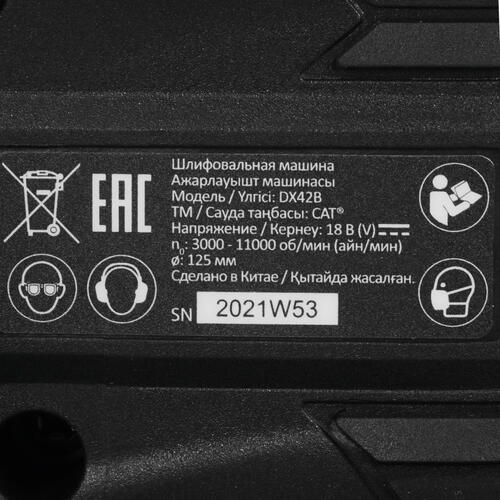 EAC
Шлифовальная машина
Ажарлауышт машинасы
Модель / Үлгісі: DX42B
ТМ / Сауда таңбасы: CAT®
Напряжение / Кернеу: 18 В (V)
n₀: 3000 - 11000 об/мин (айн/мин)
ø: 125 мм
Сделано в Китае / Қытайда жасалған.
SN 2021W53